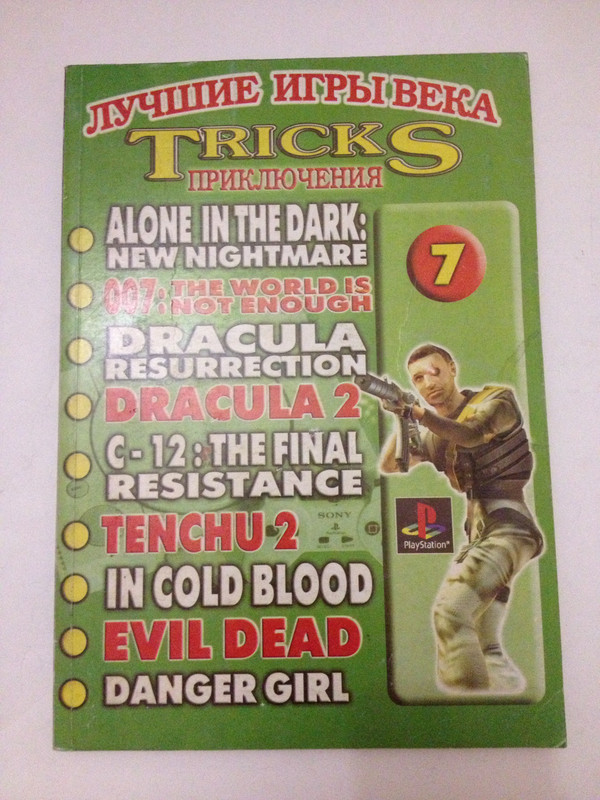 ЛУЧШИЕ ИГРЫ ВЕКА
TRICKS
ПРИКЛЮЧЕНИЯ
ALONE IN THE DARK:
NEW NIGHTMARE
7
007: THE WORLD IS
NOT ENOUGH
DRACULA
RESURRECTION
DRACULA 2
C-12: THE FINAL
RESISTANCE
TENCHU 2
SONY
PlayStation
IN COLD BLOOD
EVIL DEAD
DANGER GIRL